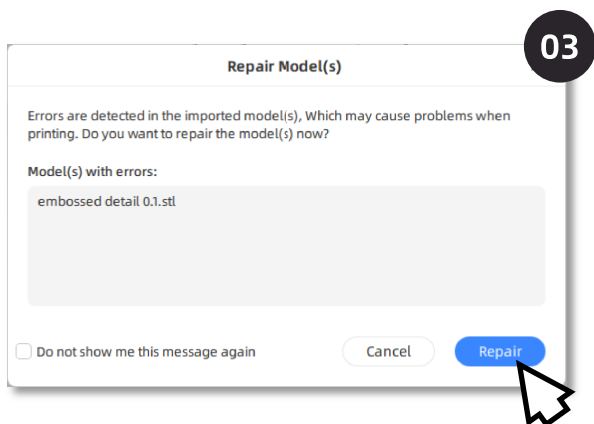 03
Repair Model(s)
Errors are detected in the imported model(s), Which may cause problems when
printing. Do you want to repair the model(s) now?
Model(s) with errors:
embossed detail 0.1.stl
Do not show me this message again
Cancel
Repair